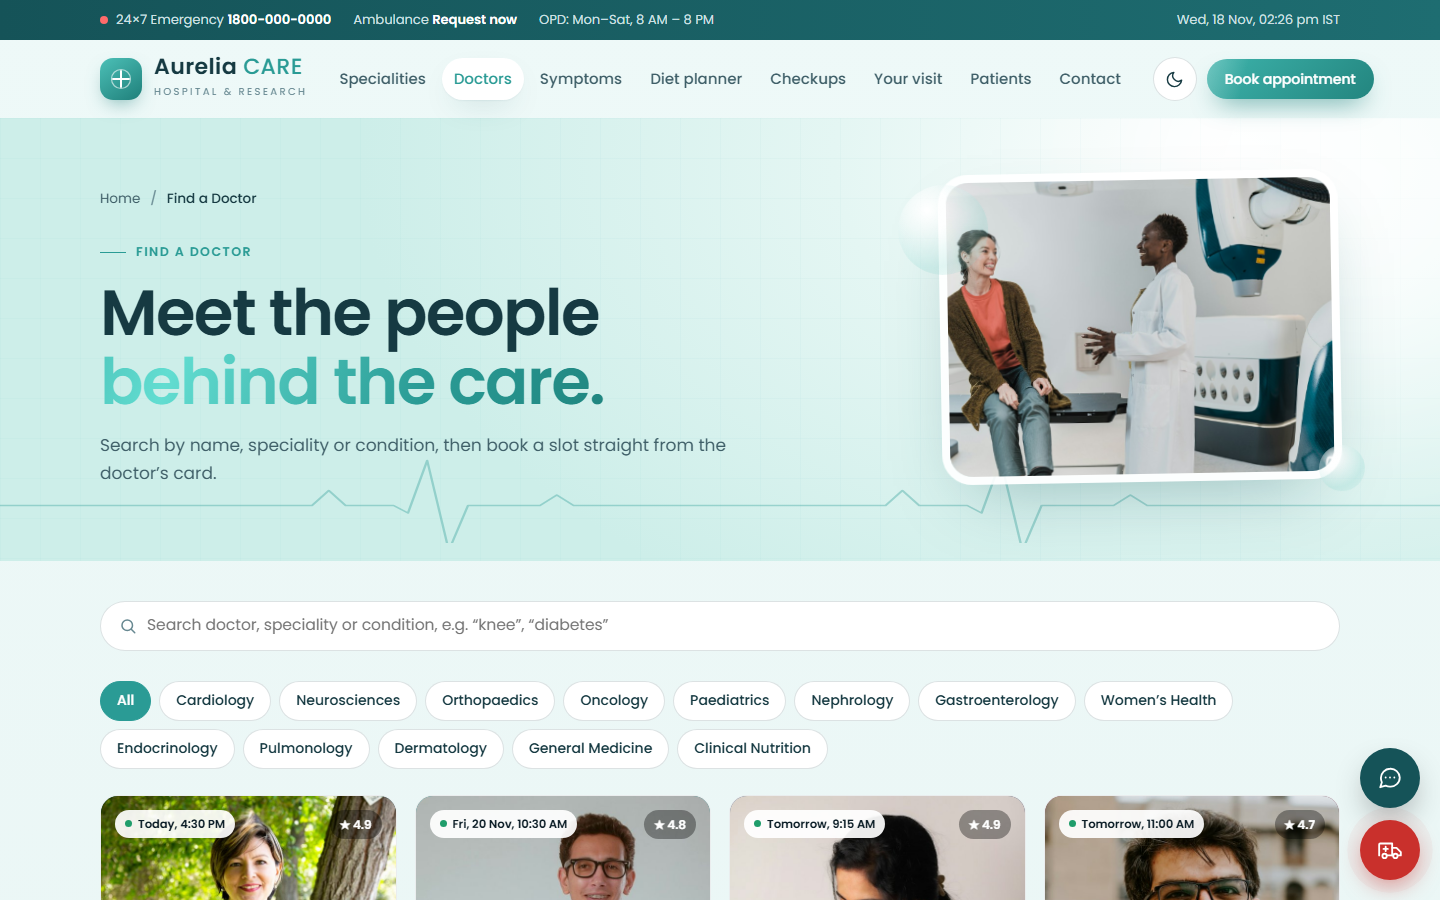 24×7 Emergency 1800-000-0000 Ambulance Request now OPD: Mon–Sat, 8 AM – 8 PM Wed, 18 Nov, 02:26 pm IST
Aurelia CARE
HOSPITAL & RESEARCH
Specialities Doctors Symptoms Diet planner Checkups Your visit Patients Contact Book appointment
Home / Find a Doctor
FIND A DOCTOR
Meet the people
behind the care.
Search by name, speciality or condition, then book a slot straight from the
doctor’s card.
Search doctor, speciality or condition, e.g. “knee”, “diabetes”
All Cardiology Neurosciences Orthopaedics Oncology Paediatrics Nephrology Gastroenterology Women’s Health
Endocrinology Pulmonology Dermatology General Medicine Clinical Nutrition
Today, 4:30 PM ★ 4.9 Fri, 20 Nov, 10:30 AM ★ 4.8 Tomorrow, 9:15 AM ★ 4.9 Tomorrow, 11:00 AM ★ 4.7